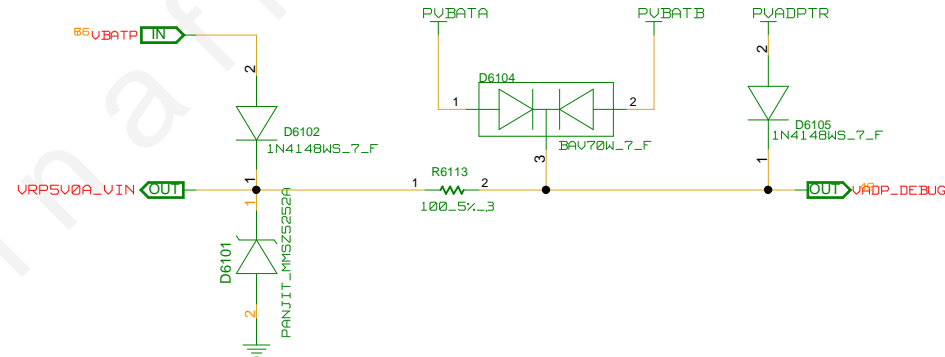 PVBATA
PVBATB
PVADPTR
VBATP
IN
2
D6102
1N4148WS_7_F
1
D6104
1
2
BAV70W_7_F
3
2
D6105
1N4148WS_7_F
1
VRP5V0A_VIN
OUT
1
R6113
2
100_5%_3
OUT
VADP_DEBUG
1
D6101
PANJIT_MMSZ5252A
2